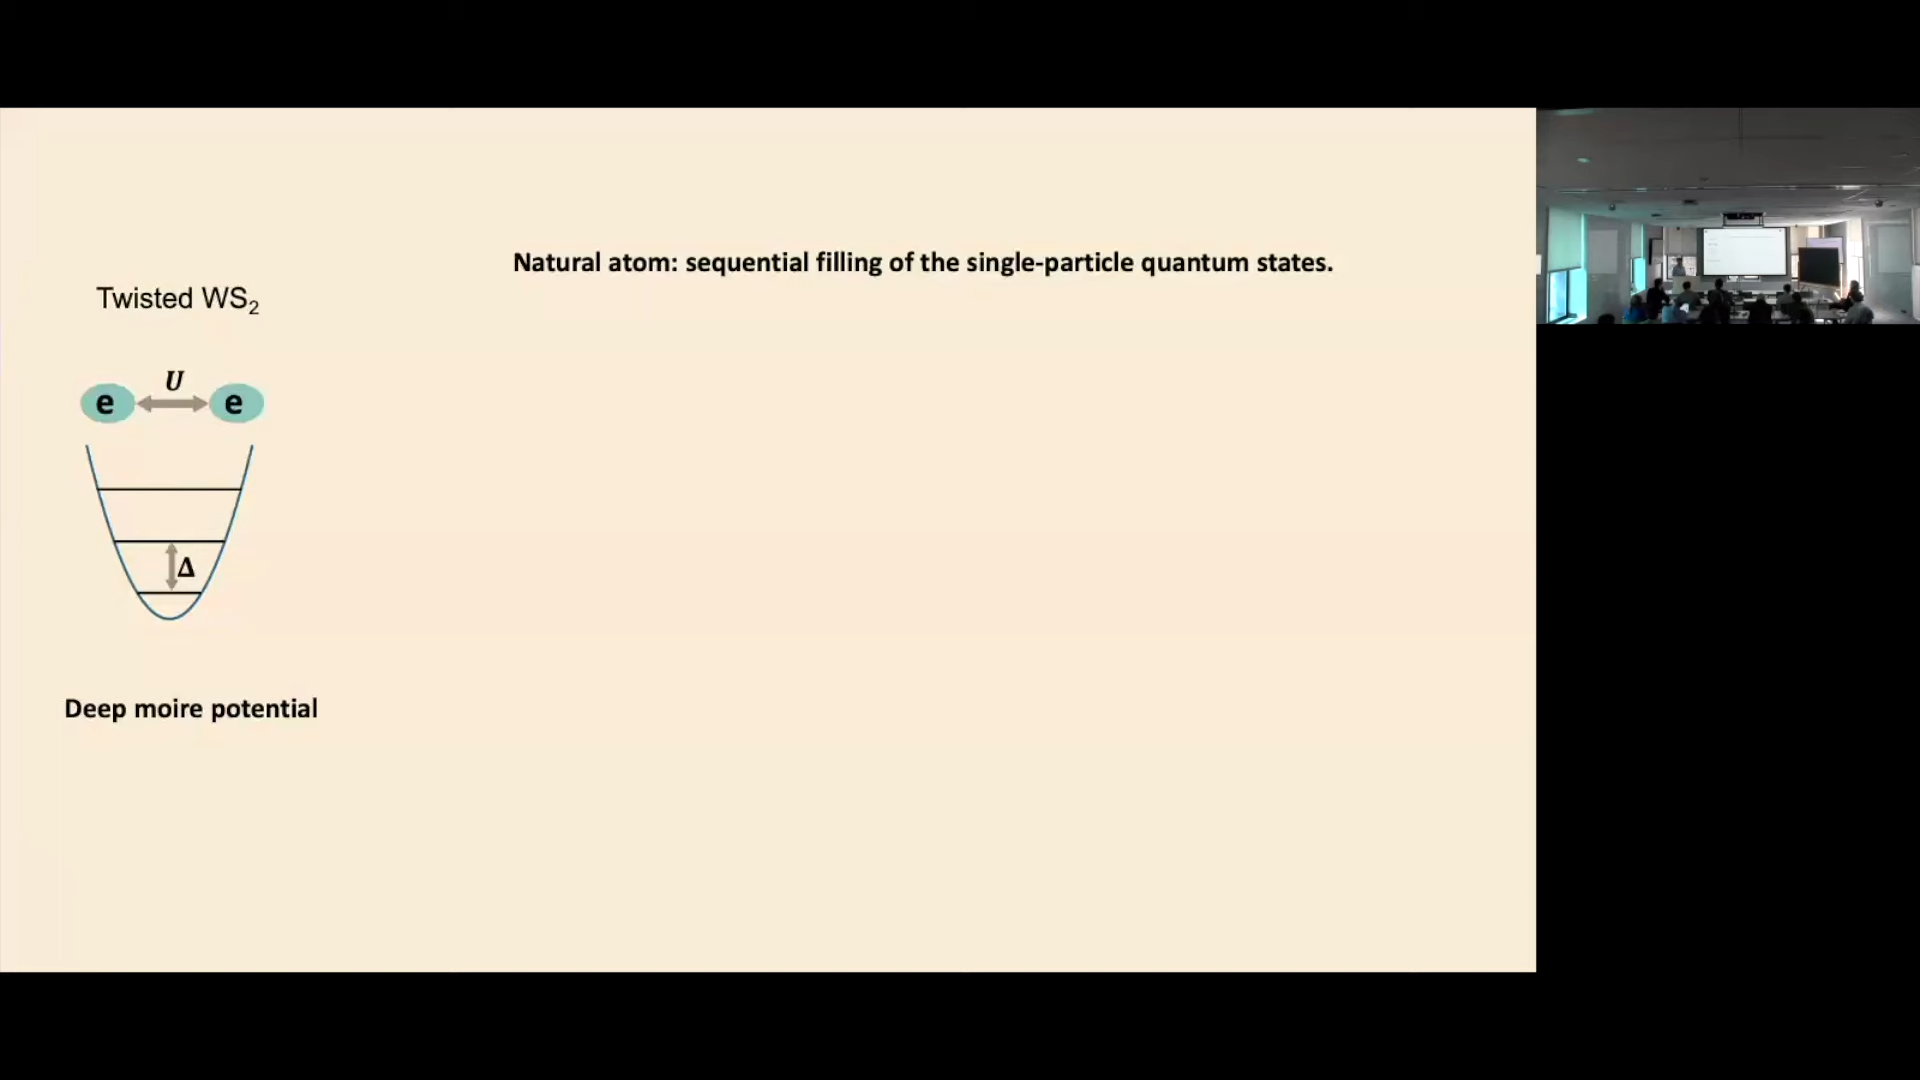 Natural atom: sequential filling of the single-particle quantum states.
Twisted WS₂
U
e e
Δ
Deep moire potential